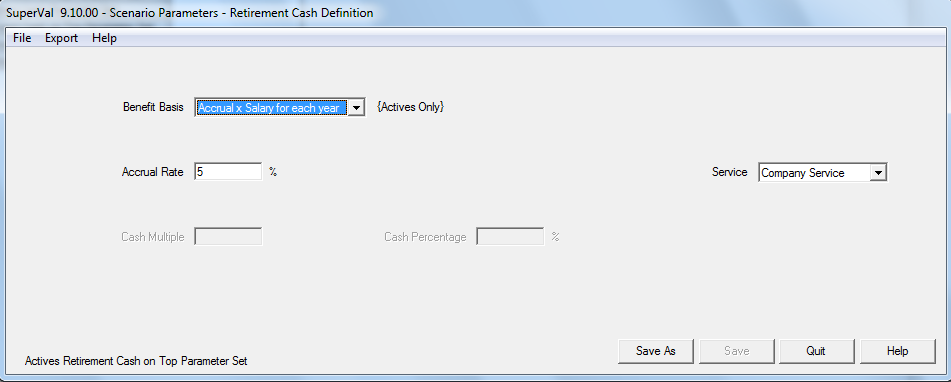 SuperVal 9.10.00 - Scenario Parameters - Retirement Cash Definition
File Export Help
Benefit Basis Accrual x Salary for each year {Actives Only}
Accrual Rate 5 % Service Company Service
Cash Multiple Cash Percentage %
Save As Save Quit Help
Actives Retirement Cash on Top Parameter Set